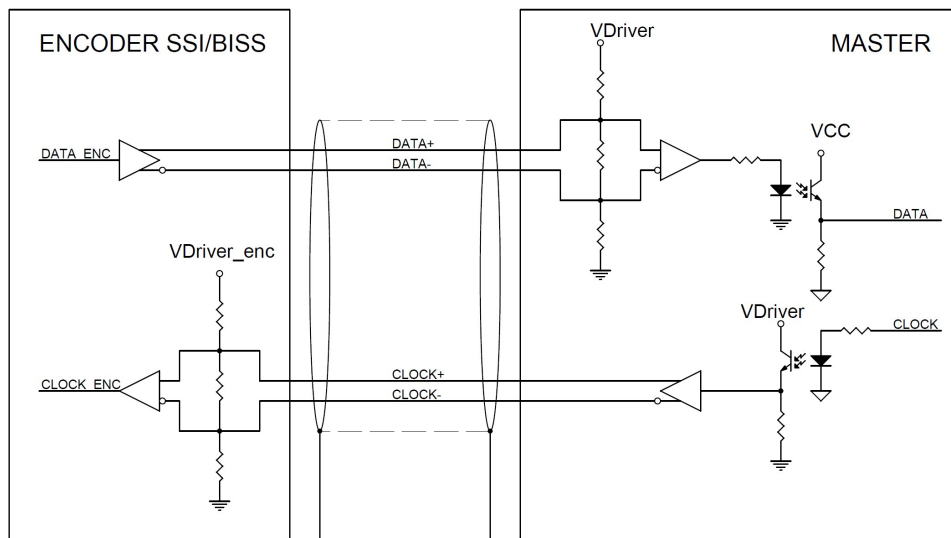 ENCODER SSI/BISS
VDriver
MASTER
DATA+
VCC
DATA_ENC
DATA-
DATA
VDriver_enc
VDriver
CLOCK
CLOCK+
CLOCK_ENC
CLOCK-